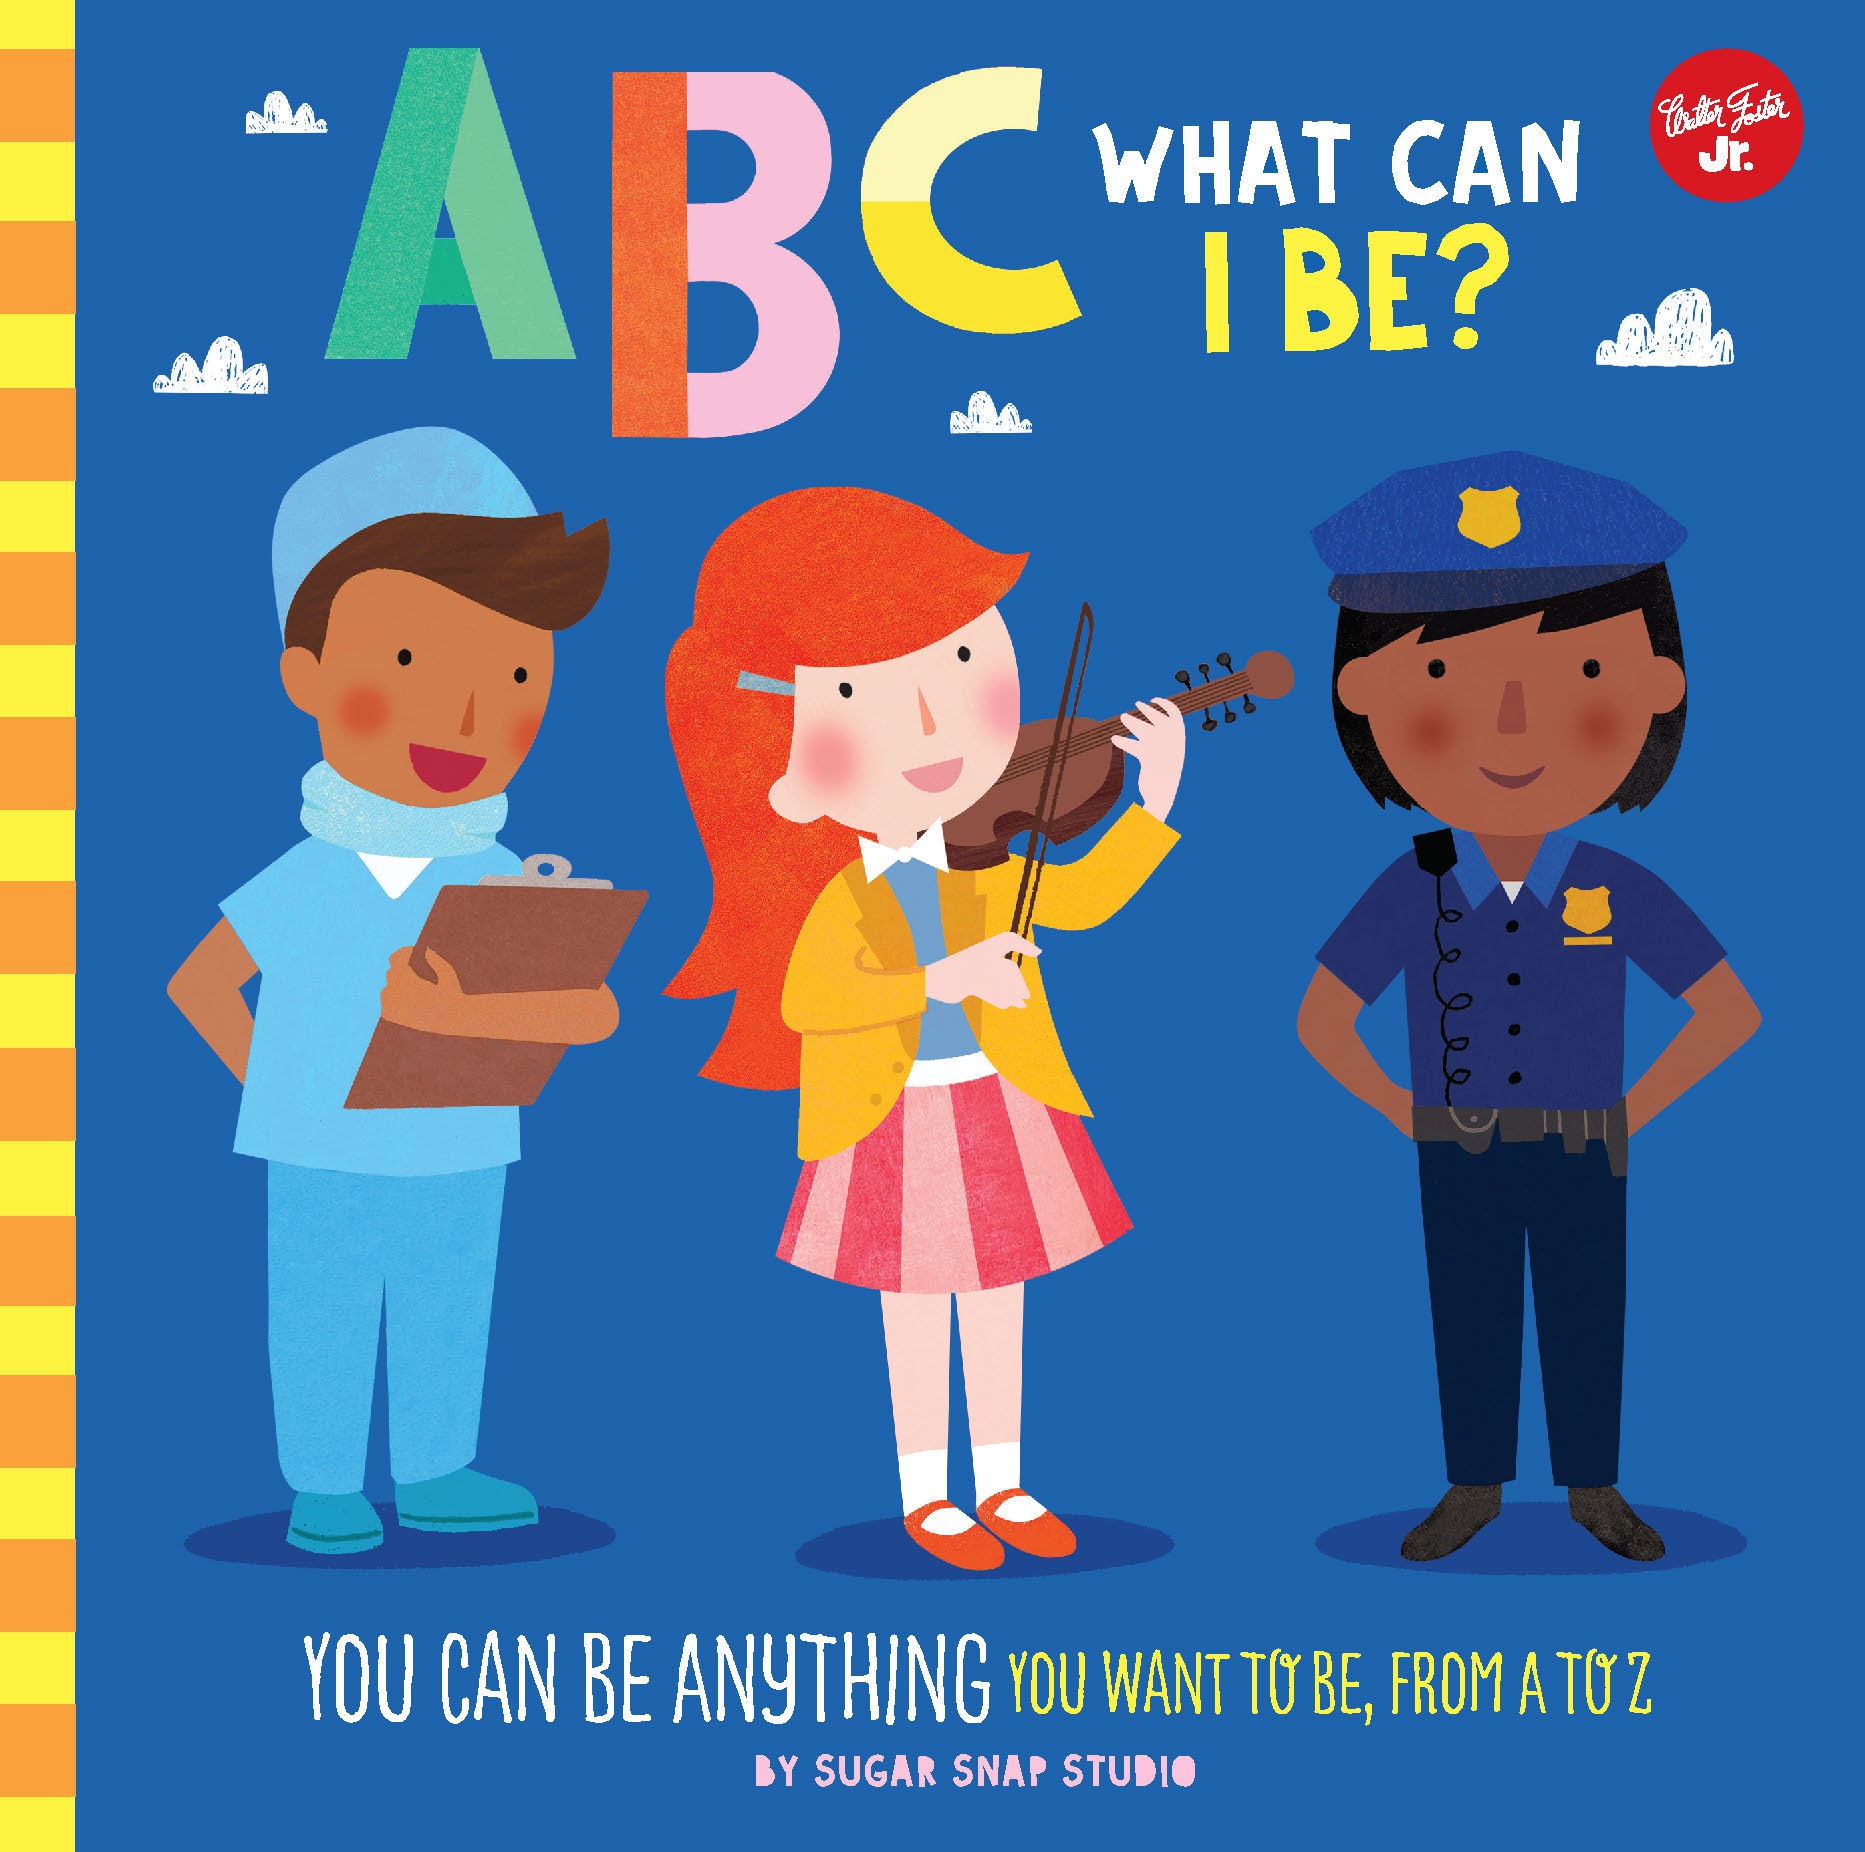 ABC
WHAT CAN
I BE?
Walter Foster
Jr.
YOU CAN BE ANYTHING YOU WANT TO BE, FROM A TO Z
BY SUGAR SNAP STUDIO